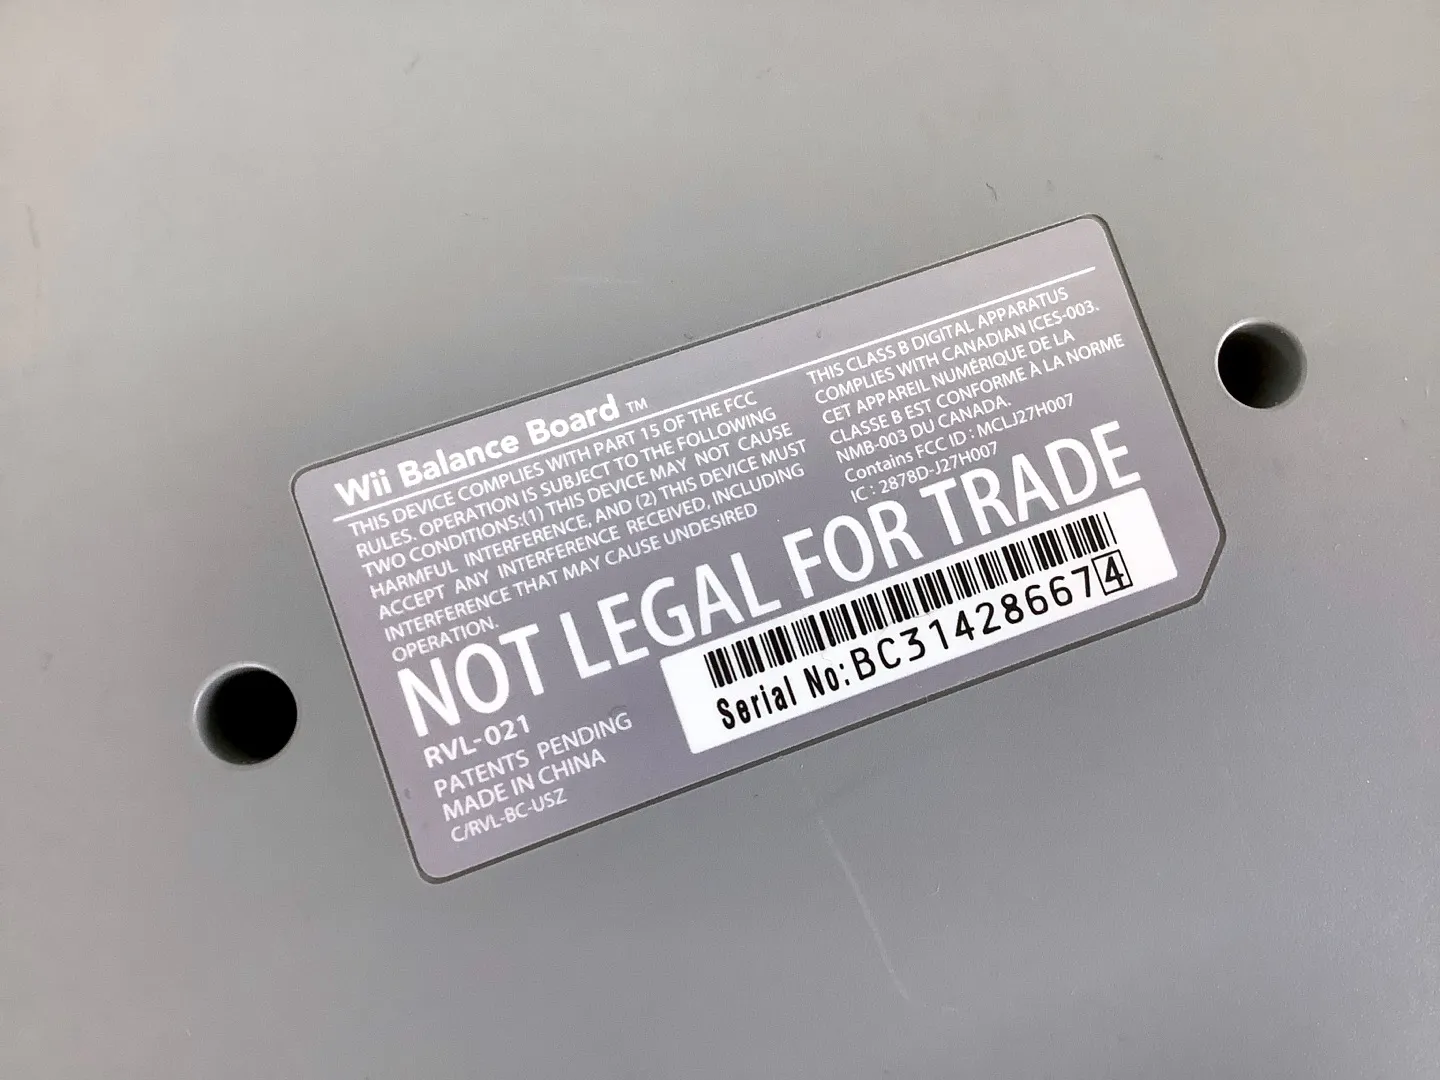 Wii Balance Board ™
THIS DEVICE COMPLIES WITH PART 15 OF THE FCC
RULES. OPERATION IS SUBJECT TO THE FOLLOWING
TWO CONDITIONS:(1) THIS DEVICE MAY NOT CAUSE
HARMFUL INTERFERENCE, AND (2) THIS DEVICE MUST
ACCEPT ANY INTERFERENCE RECEIVED, INCLUDING
INTERFERENCE THAT MAY CAUSE UNDESIRED
OPERATION.
THIS CLASS B DIGITAL APPARATUS
COMPLIES WITH CANADIAN ICES-003.
CET APPAREIL NUMÉRIQUE DE LA
CLASSE B EST CONFORME À LA NORME
NMB-003 DU CANADA.
Contains FCC ID : MCLJ27H007
IC : 2878D-J27H007
NOT LEGAL FOR TRADE
RVL-021
PATENTS PENDING
MADE IN CHINA
C/RVL-BC-USZ
Serial No:BC314286674